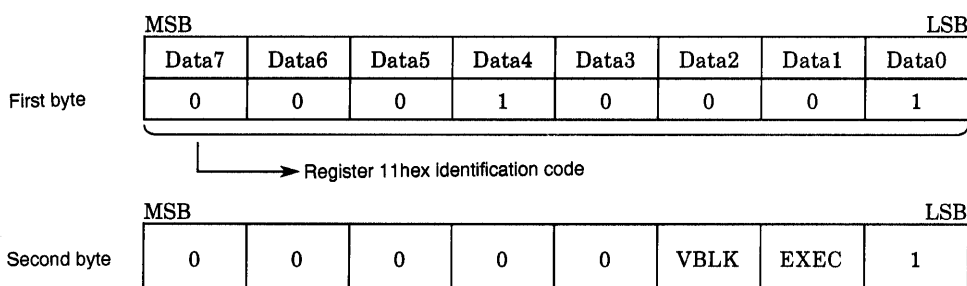 MSB LSB
Data7 Data6 Data5 Data4 Data3 Data2 Data1 Data0
First byte 0 0 0 1 0 0 0 1
Register 11hex identification code
MSB LSB
Second byte 0 0 0 0 0 VBLK EXEC 1